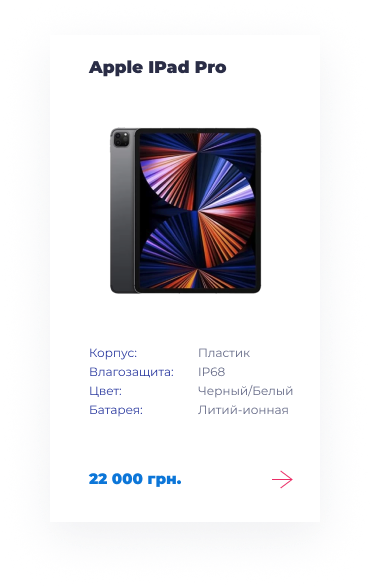 Apple IPad Pro
Корпус: Пластик
Влагозащита: IP68
Цвет: Черный/Белый
Батарея: Литий-ионная
22 000 грн.